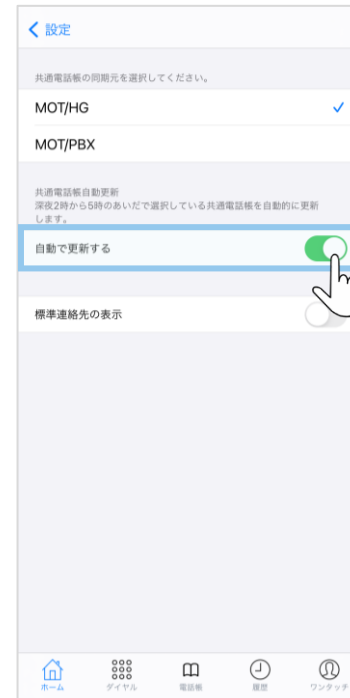 設定
共通電話帳の同期元を選択してください。
MOT/HG
MOT/PBX
共通電話帳自動更新
深夜2時から5時のあいだで選択している共通電話帳を自動的に更新
します。
自動で更新する
標準連絡先の表示
ホーム ダイヤル 電話帳 履歴 ワンタッチ